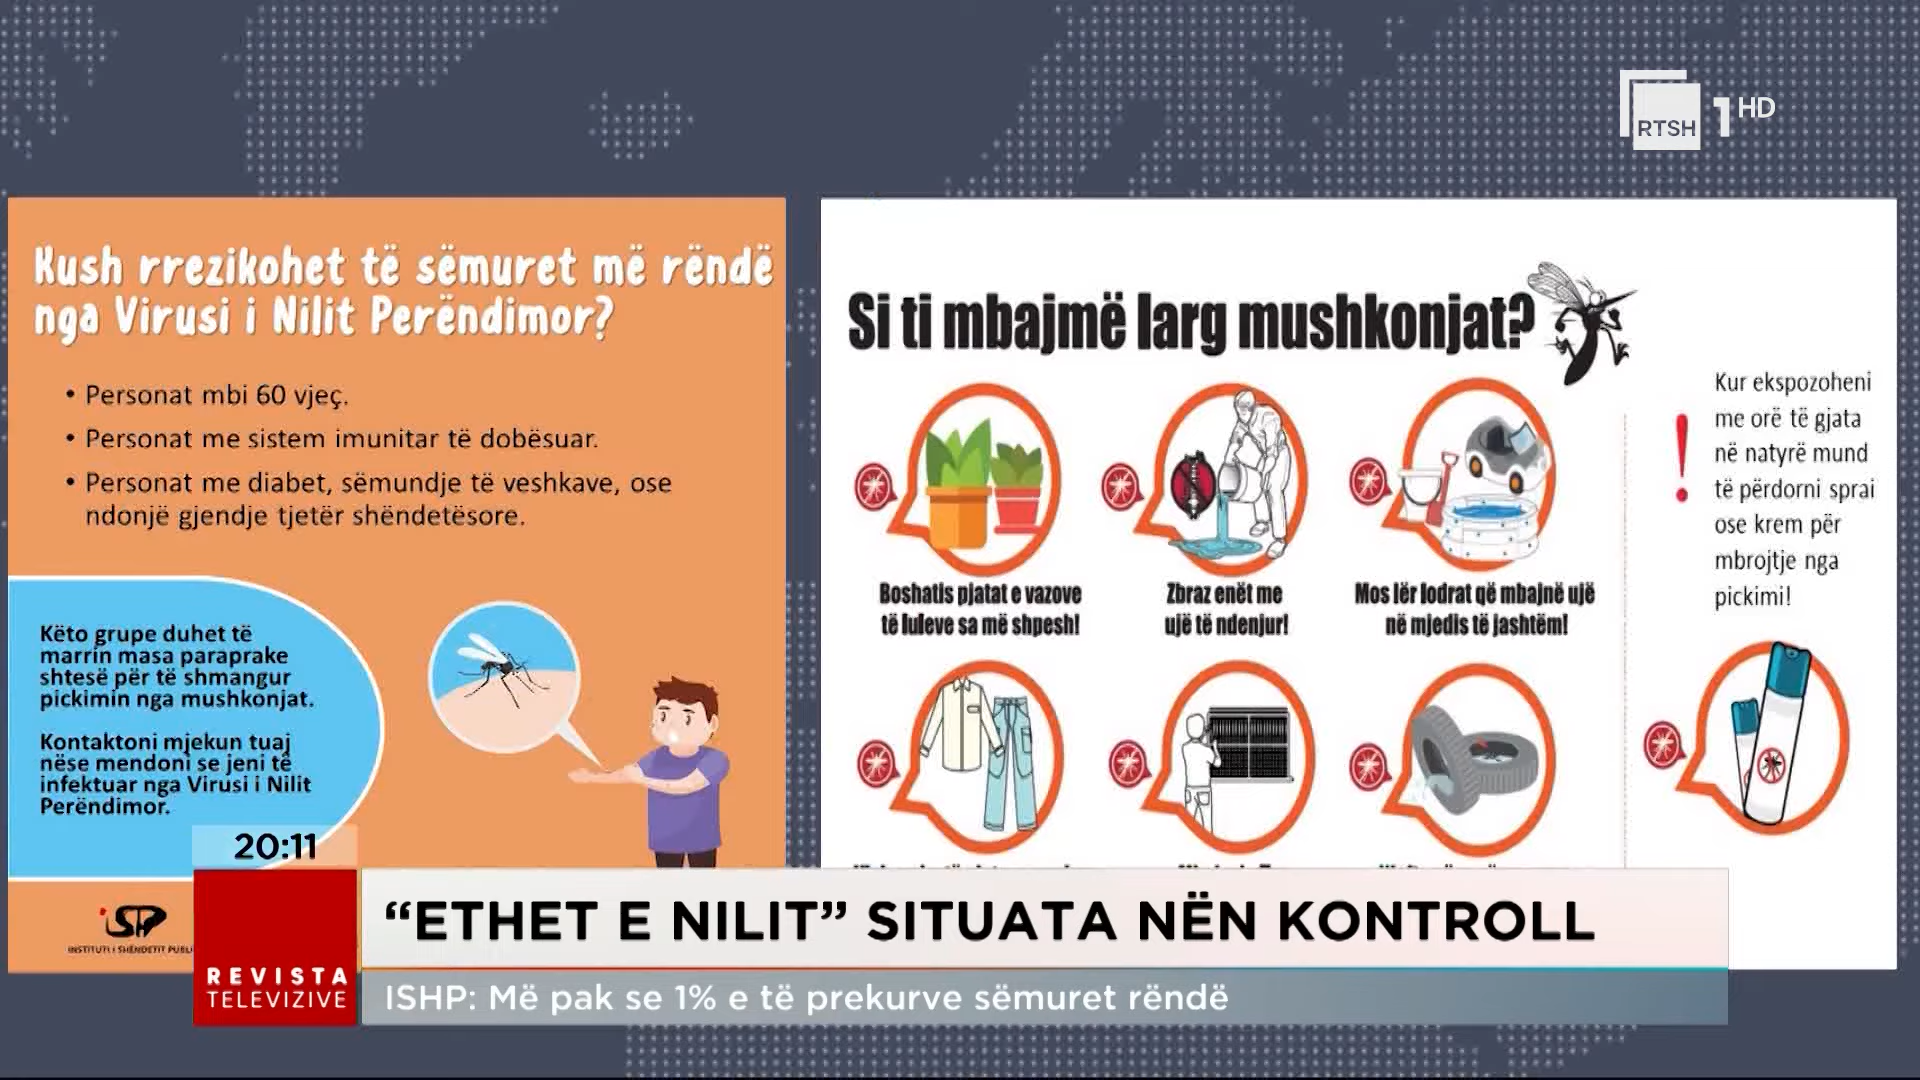 RTSH 1 HD
Kush rrezikohet të sëmuret më rëndë
nga Virusi i Nilit Perëndimor?
• Personat mbi 60 vjeç.
• Personat me sistem imunitar të dobësuar.
• Personat me diabet, sëmundje të veshkave, ose
ndonjë gjendje tjetër shëndetësore.
Këto grupe duhet të
marrin masa paraprake
shtesë për të shmangur
pickimin nga mushkonjat.
Kontaktoni mjekun tuaj
nëse mendoni se jeni të
infektuar nga Virusi i Nilit
Perëndimor.
ISHP
INSTITUTI I SHËNDETIT PUBLI
Si ti mbajmë larg mushkonjat?
Boshatis pjatat e vazove
të luleve sa më shpesh!
Zbraz enët me
ujë të ndenjur!
Mos lër lodrat që mbajnë ujë
në mjedis të jashtëm!
!
Kur ekspozoheni
me orë të gjata
në natyrë mund
të përdorni sprai
ose krem për
mbrojtje nga
pickimi!
20:11
REVISTA
TELEVIZIVE
“ETHET E NILIT” SITUATA NËN KONTROLL
ISHP: Më pak se 1% e të prekurve sëmuret rëndë